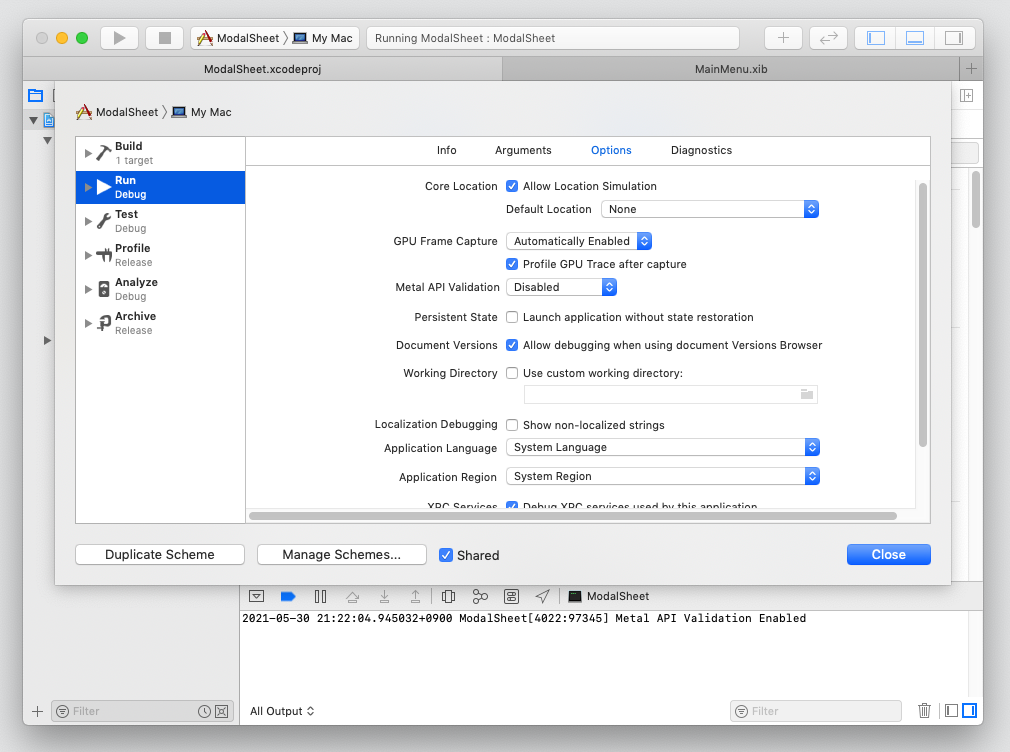 ModalSheet My Mac Running ModalSheet : ModalSheet
ModalSheet.xcodeproj MainMenu.xib
ModalSheet My Mac
Build
1 target
Run
Debug
Test
Debug
Profile
Release
Analyze
Debug
Archive
Release
Info Arguments Options Diagnostics
Core Location Allow Location Simulation
Default Location None
GPU Frame Capture Automatically Enabled
Profile GPU Trace after capture
Metal API Validation Disabled
Persistent State Launch application without state restoration
Document Versions Allow debugging when using document Versions Browser
Working Directory Use custom working directory:
Localization Debugging Show non-localized strings
Application Language System Language
Application Region System Region
XPC Services Debug XPC services used by this application
Duplicate Scheme Manage Schemes... Shared Close
ModalSheet
2021-05-30 21:22:04.945032+0900 ModalSheet[4022:97345] Metal API Validation Enabled
Filter All Output Filter